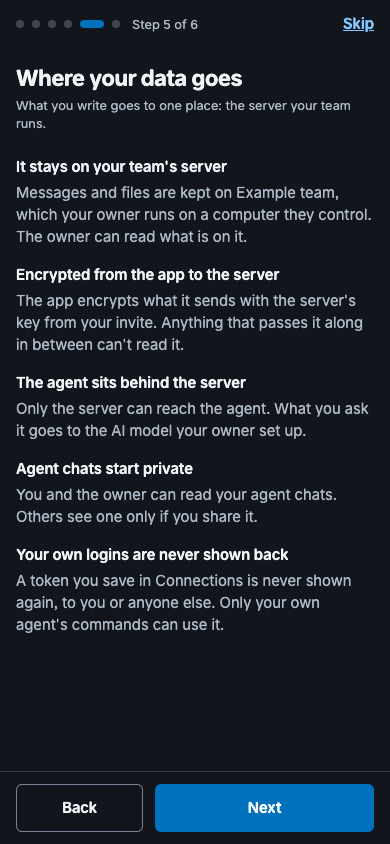 Step 5 of 6
Skip
Where your data goes
What you write goes to one place: the server your team
runs.
It stays on your team's server
Messages and files are kept on Example team,
which your owner runs on a computer they control.
The owner can read what is on it.
Encrypted from the app to the server
The app encrypts what it sends with the server's
key from your invite. Anything that passes it along
in between can't read it.
The agent sits behind the server
Only the server can reach the agent. What you ask
it goes to the AI model your owner set up.
Agent chats start private
You and the owner can read your agent chats.
Others see one only if you share it.
Your own logins are never shown back
A token you save in Connections is never shown
again, to you or anyone else. Only your own
agent's commands can use it.
Back
Next